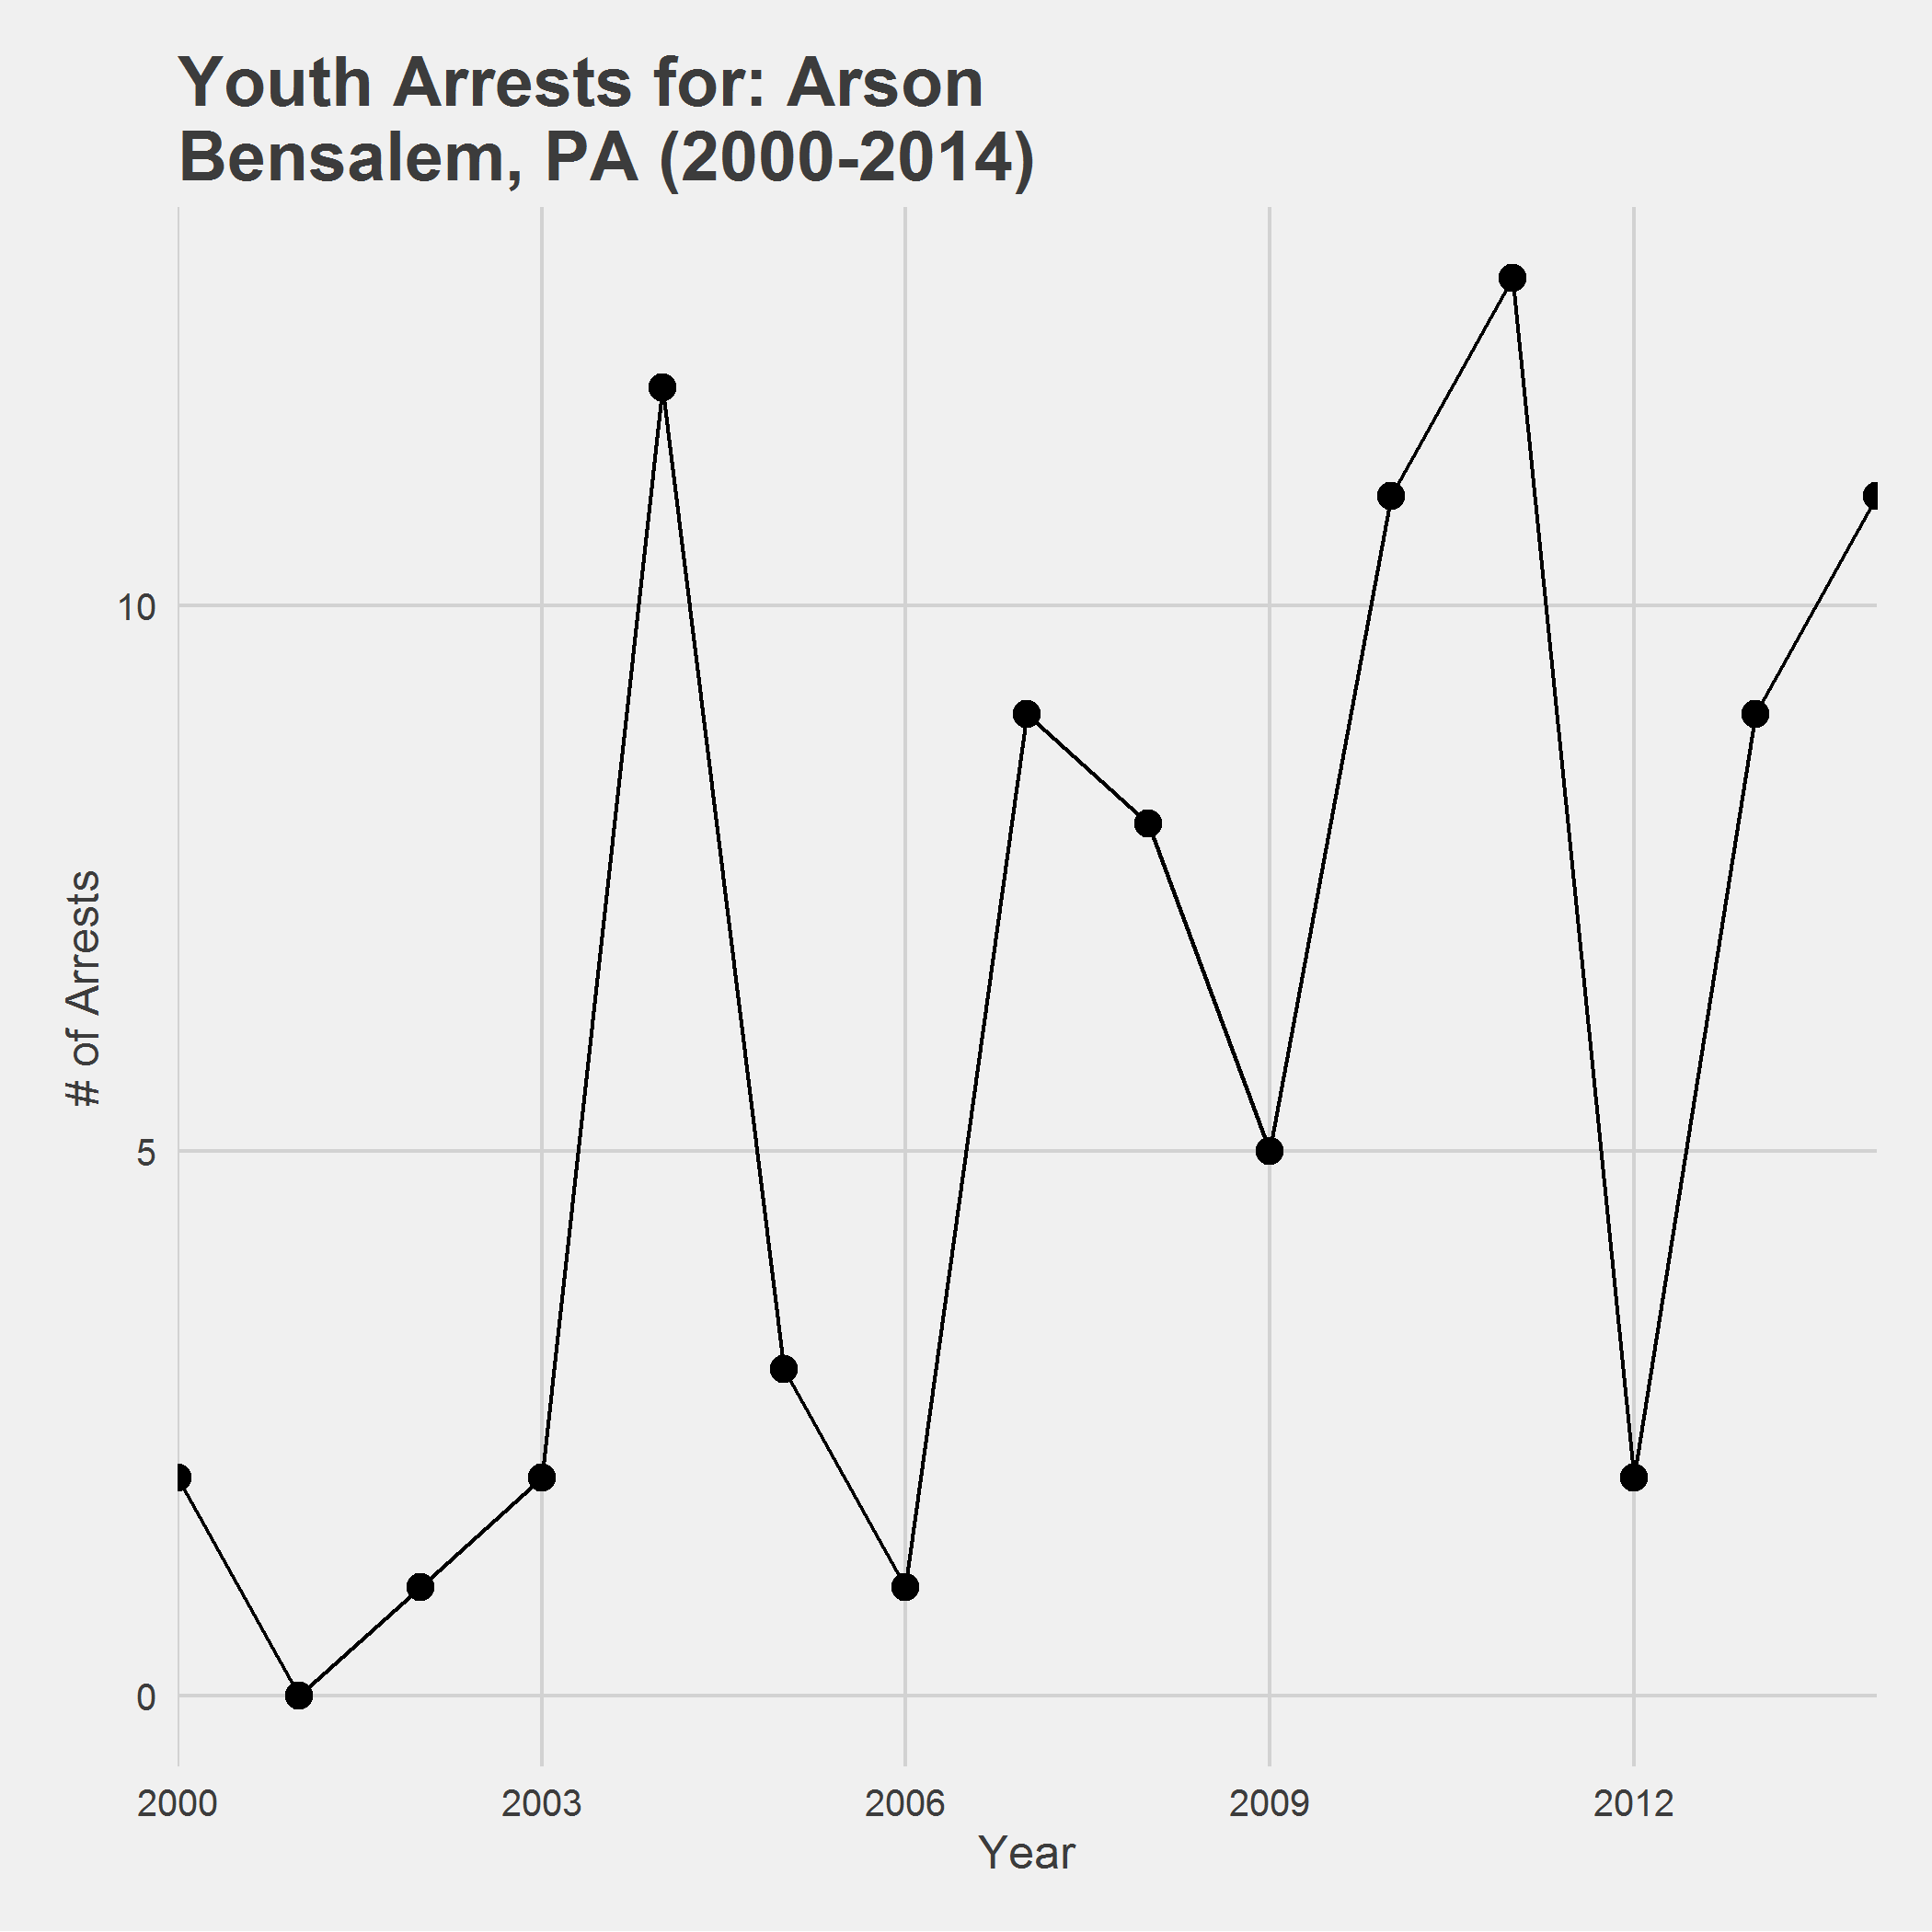 Youth Arrests for: Arson
Bensalem, PA (2000-2014)
# of Arrests
10
5
0
2000 2003 2006 2009 2012
Year